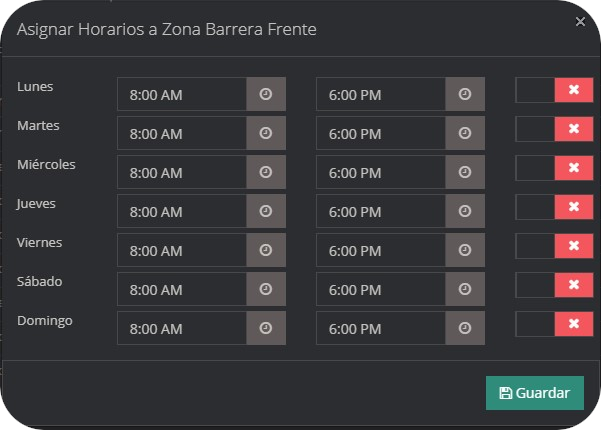 Asignar Horarios a Zona Barrera Frente
Lunes 8:00 AM 6:00 PM
Martes 8:00 AM 6:00 PM
Miércoles 8:00 AM 6:00 PM
Jueves 8:00 AM 6:00 PM
Viernes 8:00 AM 6:00 PM
Sábado 8:00 AM 6:00 PM
Domingo 8:00 AM 6:00 PM
Guardar